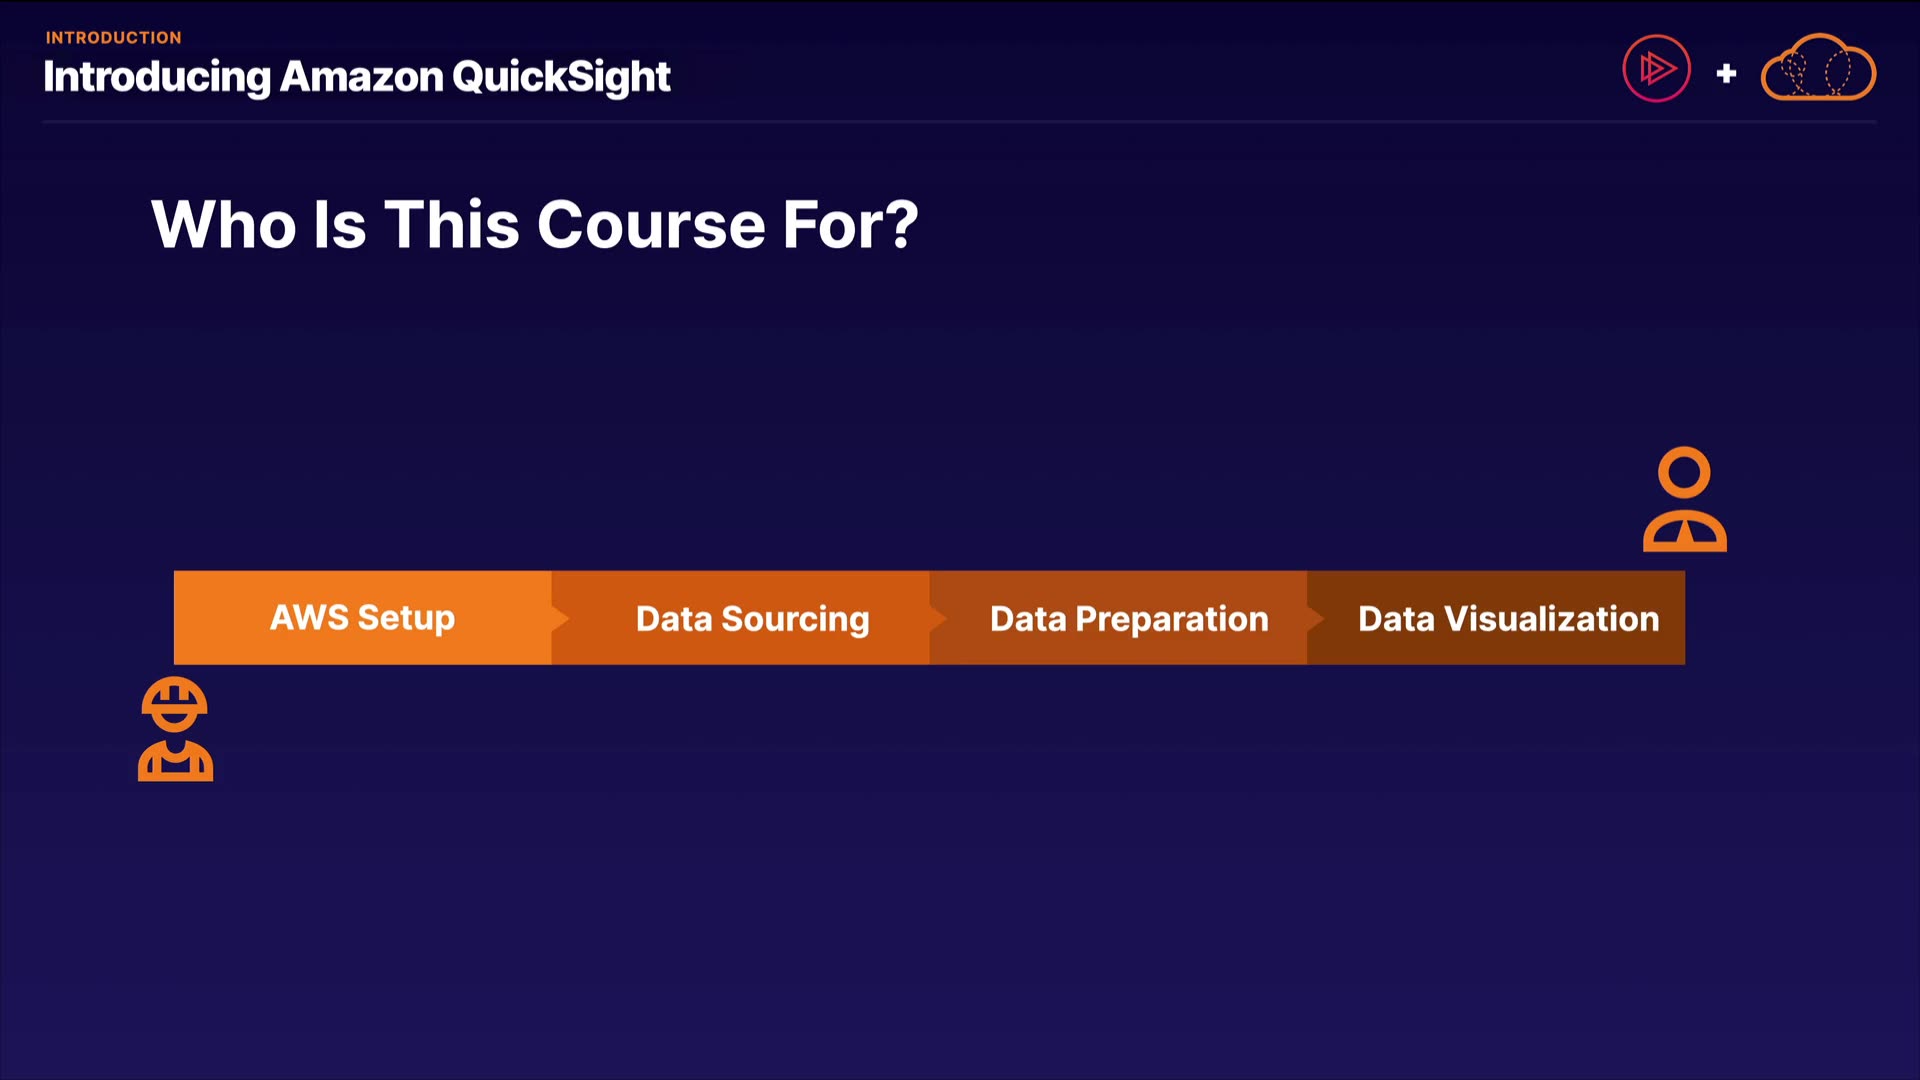 INTRODUCTION
Introducing Amazon QuickSight
Who Is This Course For?
AWS Setup
Data Sourcing
Data Preparation
Data Visualization